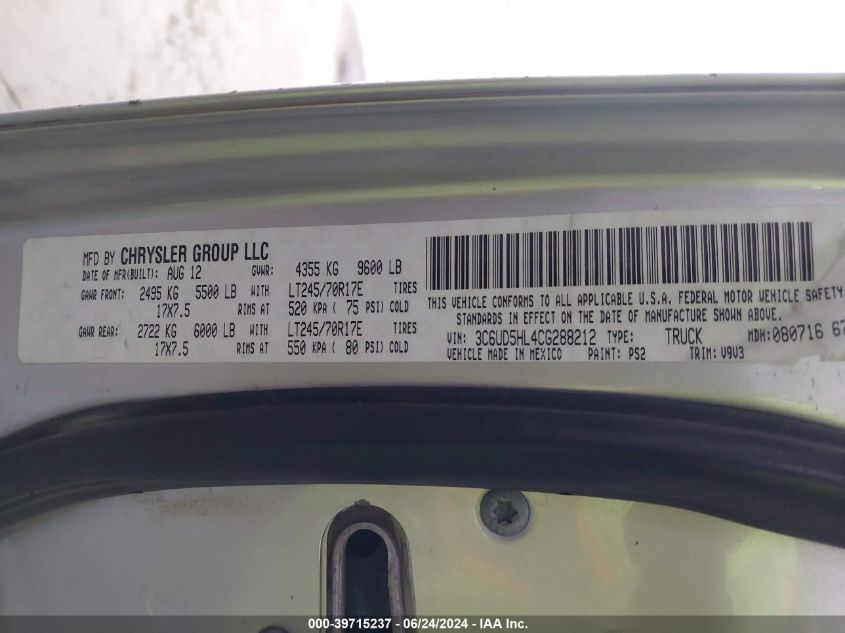 MFD BY CHRYSLER GROUP LLC
DATE OF MFR(BUILT): AUG 12 GVWR: 4355 KG 9600 LB
GAWR FRONT: 2495 KG 5500 LB WITH LT245/70R17E TIRES
17X7.5 RIMS AT 520 KPA ( 75 PSI) COLD
GAWR REAR: 2722 KG 6000 LB WITH LT245/70R17E TIRES
17X7.5 RIMS AT 550 KPA ( 80 PSI) COLD
THIS VEHICLE CONFORMS TO ALL APPLICABLE U.S.A. FEDERAL MOTOR VEHICLE SAFETY
STANDARDS IN EFFECT ON THE DATE OF MANUFACTURE SHOWN ABOVE.
VIN: 3C6UD5HL4CG288212 TYPE: TRUCK MDH: 080716 67
VEHICLE MADE IN MEXICO PAINT: PS2 TRIM: V9V3
000-39715237 - 06/24/2024 - IAA Inc.